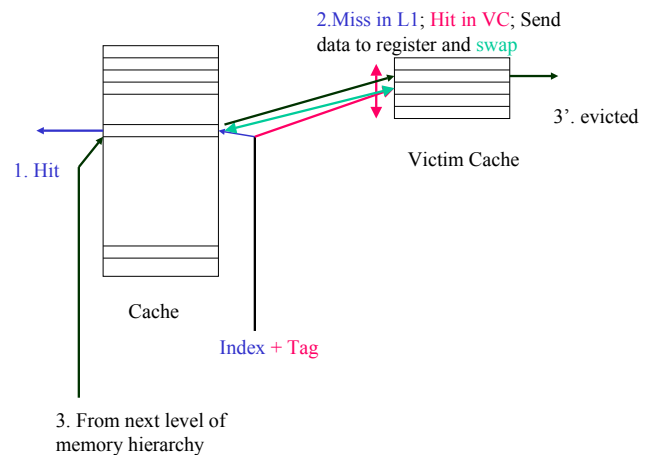 2.Miss in L1; Hit in VC; Send
data to register and swap
3’. evicted
Victim Cache
1. Hit
Cache
Index + Tag
3. From next level of
memory hierarchy